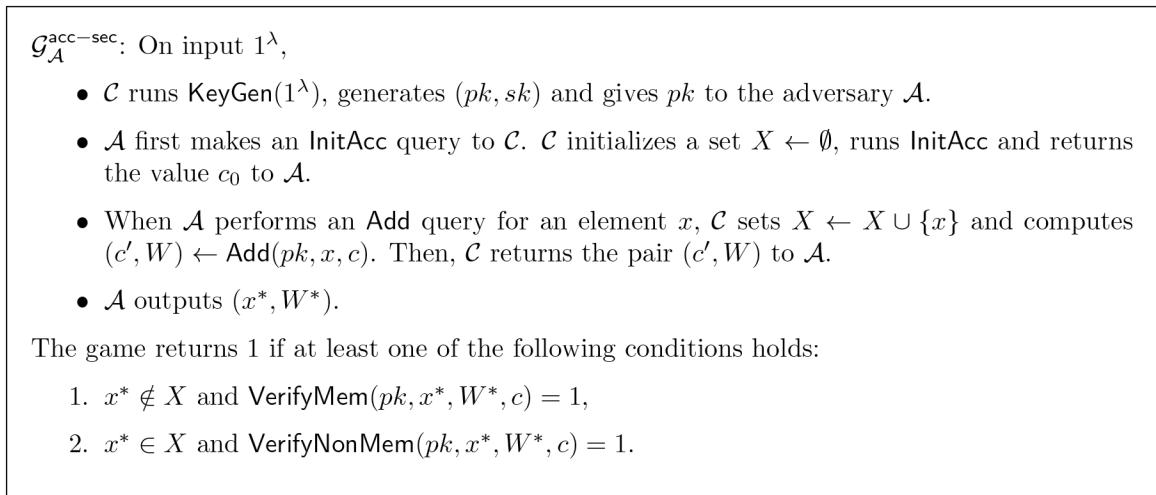 𝒢_𝒜^{acc−sec}: On input 1^λ,
• 𝒞 runs KeyGen(1^λ), generates (pk, sk) and gives pk to the adversary 𝒜.
• 𝒜 first makes an InitAcc query to 𝒞. 𝒞 initializes a set X ← ∅, runs InitAcc and returns
the value c_0 to 𝒜.
• When 𝒜 performs an Add query for an element x, 𝒞 sets X ← X ∪ {x} and computes
(c′, W) ← Add(pk, x, c). Then, 𝒞 returns the pair (c′, W) to 𝒜.
• 𝒜 outputs (x*, W*).
The game returns 1 if at least one of the following conditions holds:
1. x* ∉ X and VerifyMem(pk, x*, W*, c) = 1,
2. x* ∈ X and VerifyNonMem(pk, x*, W*, c) = 1.